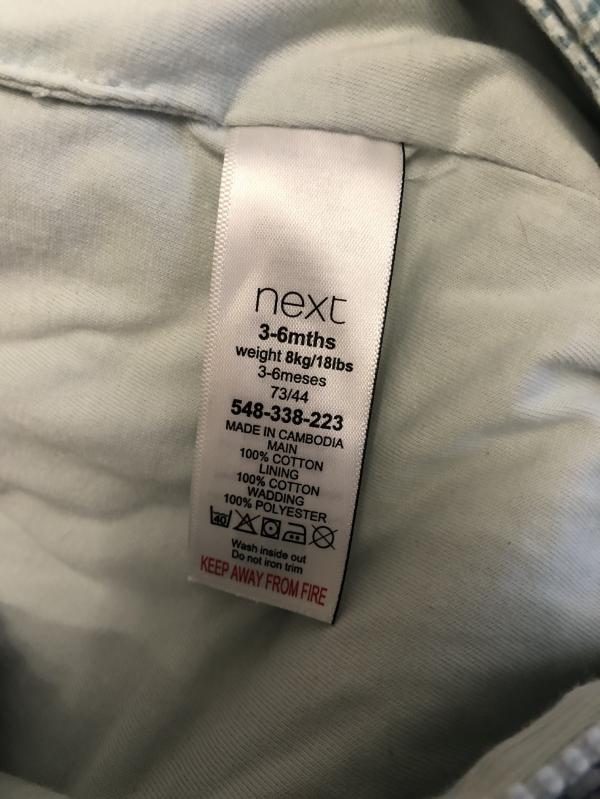 next
3-6mths
weight 8kg/18lbs
3-6meses
73/44
548-338-223
MADE IN CAMBODIA
MAIN
100% COTTON
LINING
100% COTTON
WADDING
100% POLYESTER
40
Wash inside out
Do not iron trim
KEEP AWAY FROM FIRE